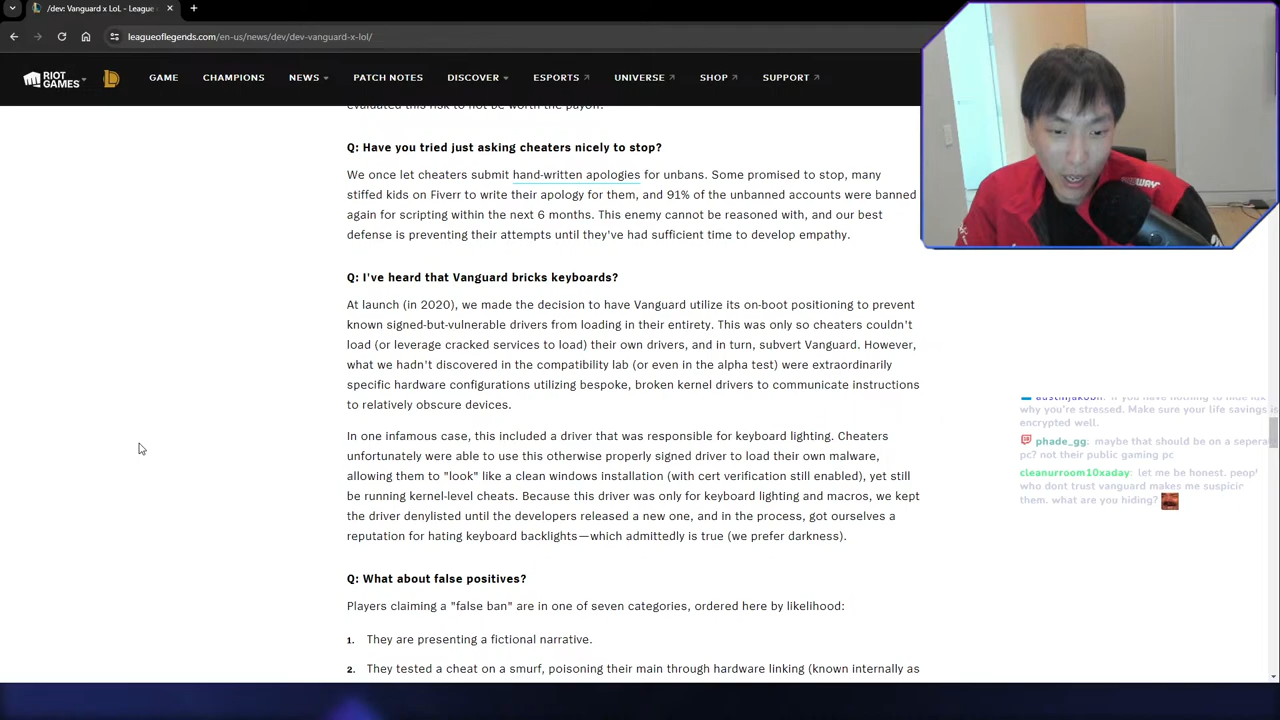 /dev: Vanguard x LoL - League
leagueoflegends.com/en-us/news/dev/dev-vanguard-x-lol/
RIOT GAMES
GAME CHAMPIONS NEWS PATCH NOTES DISCOVER ESPORTS UNIVERSE SHOP SUPPORT
evaluated this risk to not be worth the payoff.
Q: Have you tried just asking cheaters nicely to stop?
We once let cheaters submit hand-written apologies for unbans. Some promised to stop, many
stiffed kids on Fiverr to write their apology for them, and 91% of the unbanned accounts were banned
again for scripting within the next 6 months. This enemy cannot be reasoned with, and our best
defense is preventing their attempts until they've had sufficient time to develop empathy.
Q: I've heard that Vanguard bricks keyboards?
At launch (in 2020), we made the decision to have Vanguard utilize its on-boot positioning to prevent
known signed-but-vulnerable drivers from loading in their entirety. This was only so cheaters couldn't
load (or leverage cracked services to load) their own drivers, and in turn, subvert Vanguard. However,
what we hadn't discovered in the compatibility lab (or even in the alpha test) were extraordinarily
specific hardware configurations utilizing bespoke, broken kernel drivers to communicate instructions
to relatively obscure devices.
In one infamous case, this included a driver that was responsible for keyboard lighting. Cheaters
unfortunately were able to use this otherwise properly signed driver to load their own malware,
allowing them to "look" like a clean windows installation (with cert verification still enabled), yet still
be running kernel-level cheats. Because this driver was only for keyboard lighting and macros, we kept
the driver denylisted until the developers released a new one, and in the process, got ourselves a
reputation for hating keyboard backlights—which admittedly is true (we prefer darkness).
Q: What about false positives?
Players claiming a "false ban" are in one of seven categories, ordered here by likelihood:
1. They are presenting a fictional narrative.
2. They tested a cheat on a smurf, poisoning their main through hardware linking (known internally as
if you have nothing to hide idk
why you're stressed. Make sure your life savings is
encrypted well.
phade_gg: maybe that should be on a sepera
pc? not their public gaming pc
cleanurroom10xaday: let me be honest. peop
who dont trust vanguard makes me suspicic
them. what are you hiding?